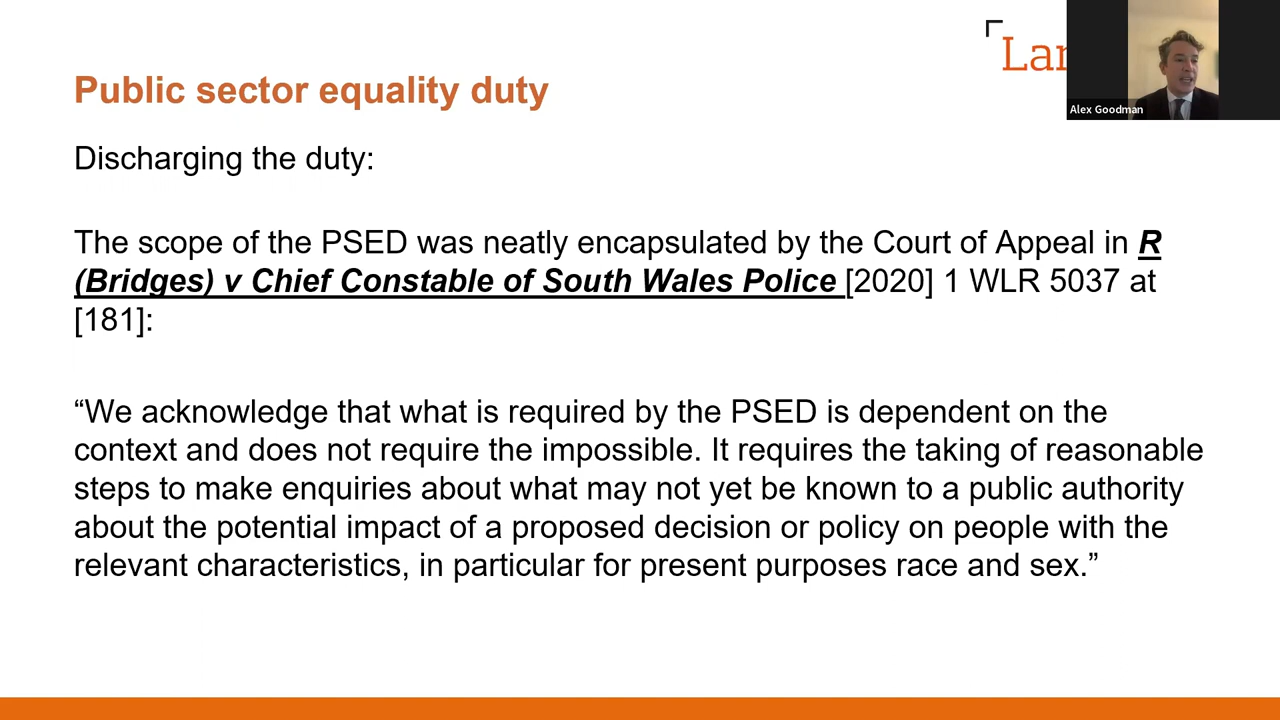 Lan
Alex Goodman
Public sector equality duty
Discharging the duty:
The scope of the PSED was neatly encapsulated by the Court of Appeal in R
(Bridges) v Chief Constable of South Wales Police [2020] 1 WLR 5037 at
[181]:
“We acknowledge that what is required by the PSED is dependent on the
context and does not require the impossible. It requires the taking of reasonable
steps to make enquiries about what may not yet be known to a public authority
about the potential impact of a proposed decision or policy on people with the
relevant characteristics, in particular for present purposes race and sex.”